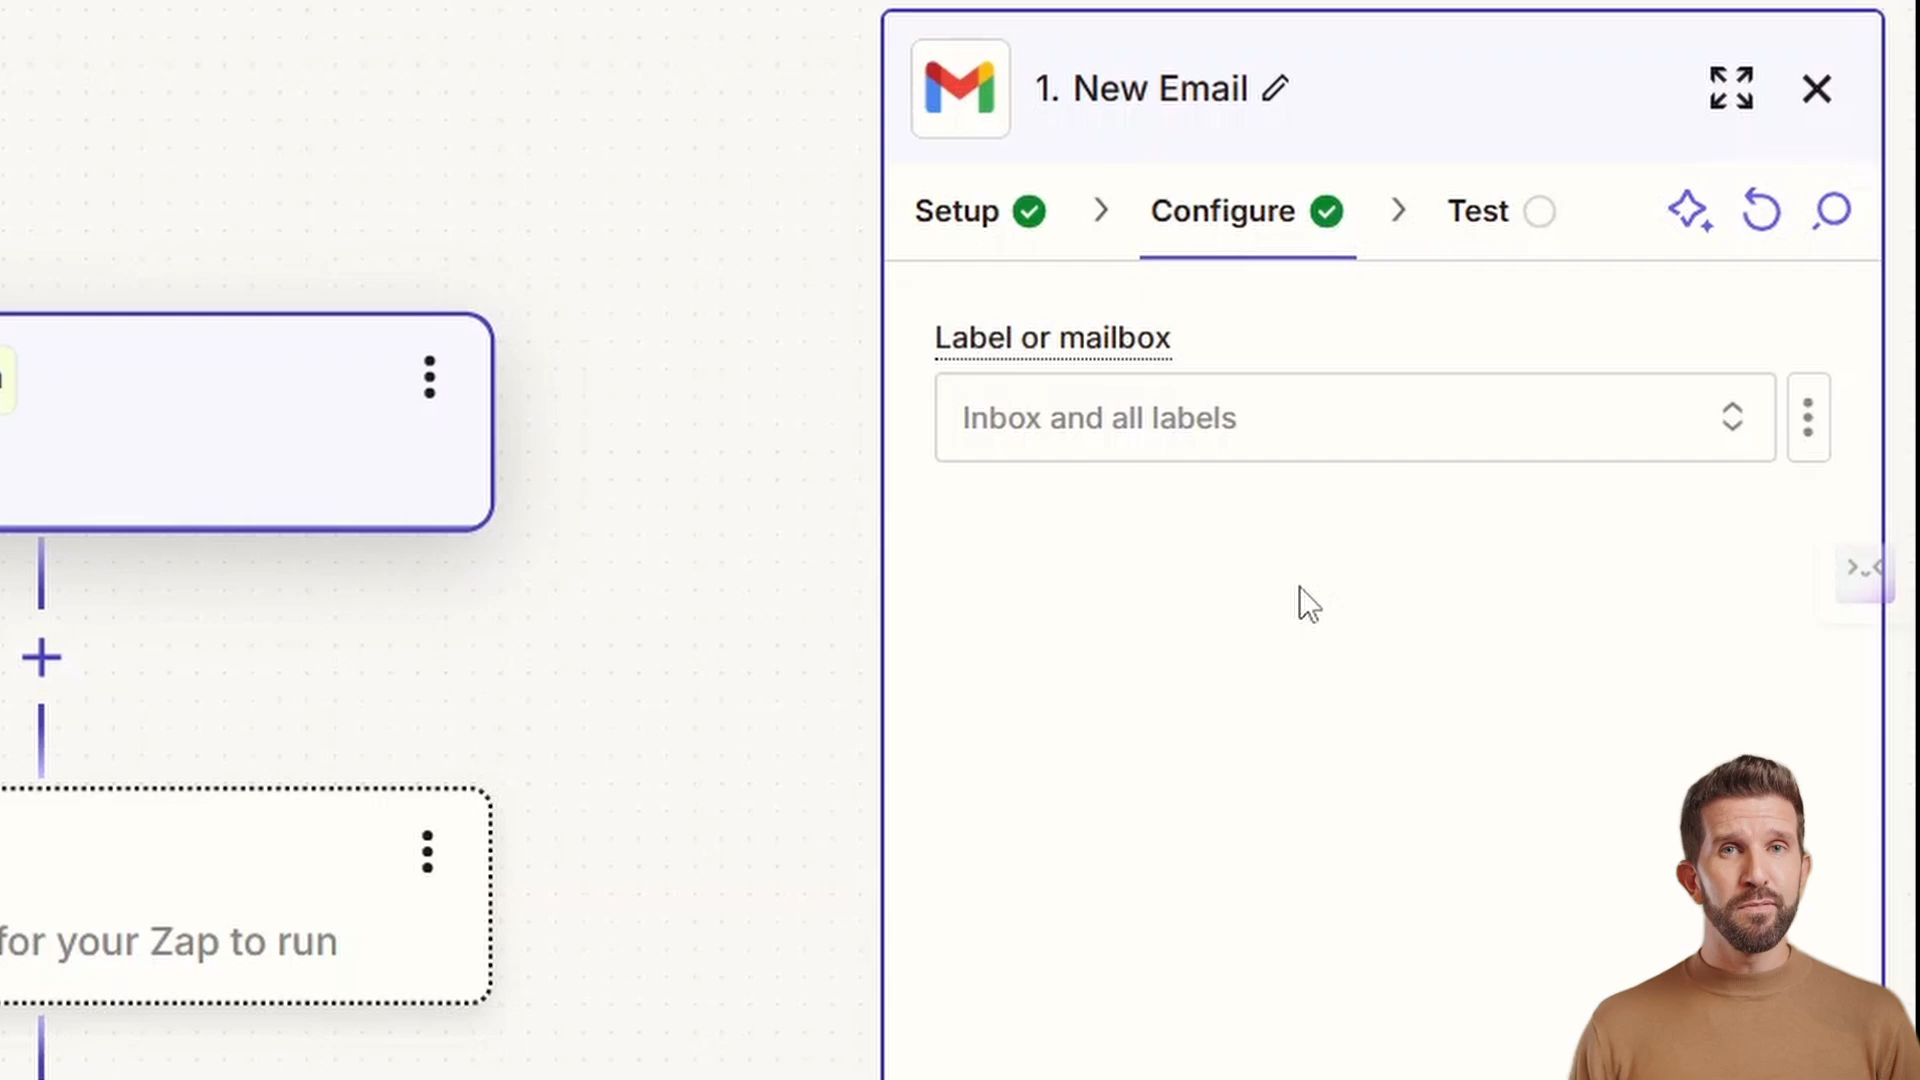 1. New Email
Setup
Configure
Test
Label or mailbox
Inbox and all labels
for your Zap to run